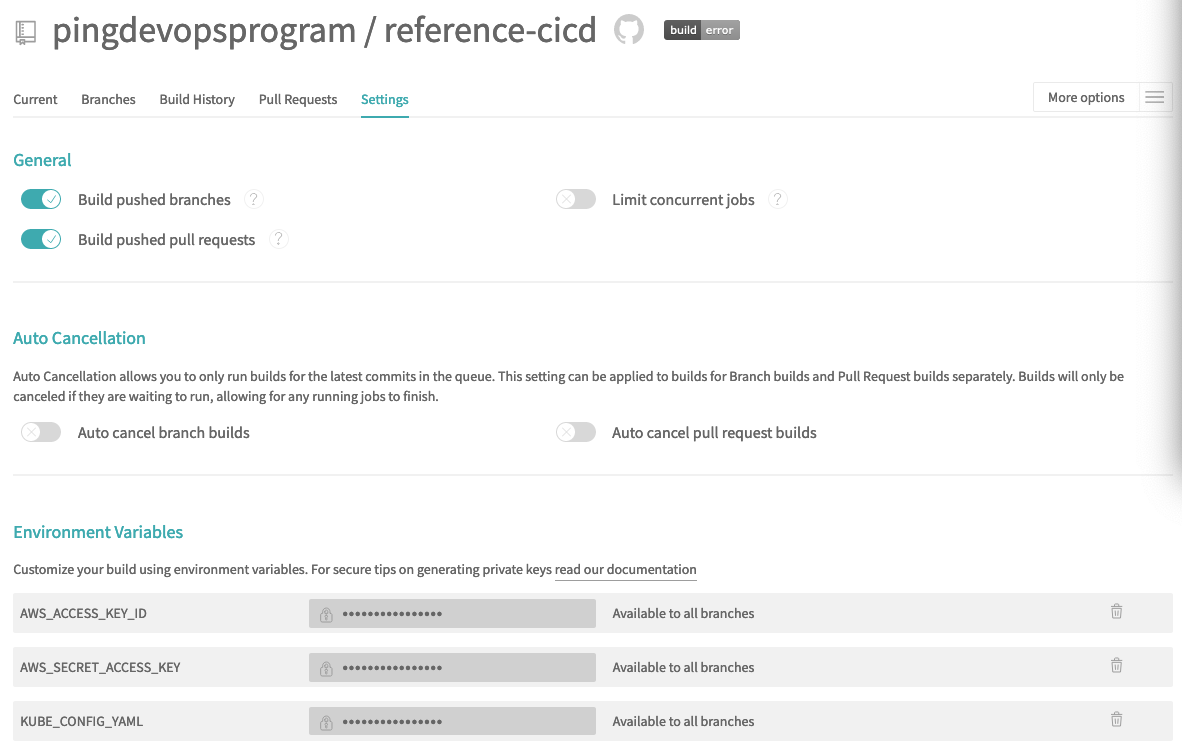 pingdevopsprogram / reference-cicd build error
Current Branches Build History Pull Requests Settings More options
General
Build pushed branches ? Limit concurrent jobs ?
Build pushed pull requests ?
Auto Cancellation
Auto Cancellation allows you to only run builds for the latest commits in the queue. This setting can be applied to builds for Branch builds and Pull Request builds separately. Builds will only be
canceled if they are waiting to run, allowing for any running jobs to finish.
Auto cancel branch builds Auto cancel pull request builds
Environment Variables
Customize your build using environment variables. For secure tips on generating private keys read our documentation
AWS_ACCESS_KEY_ID •••••••••••••••• Available to all branches
AWS_SECRET_ACCESS_KEY •••••••••••••••• Available to all branches
KUBE_CONFIG_YAML •••••••••••••••• Available to all branches